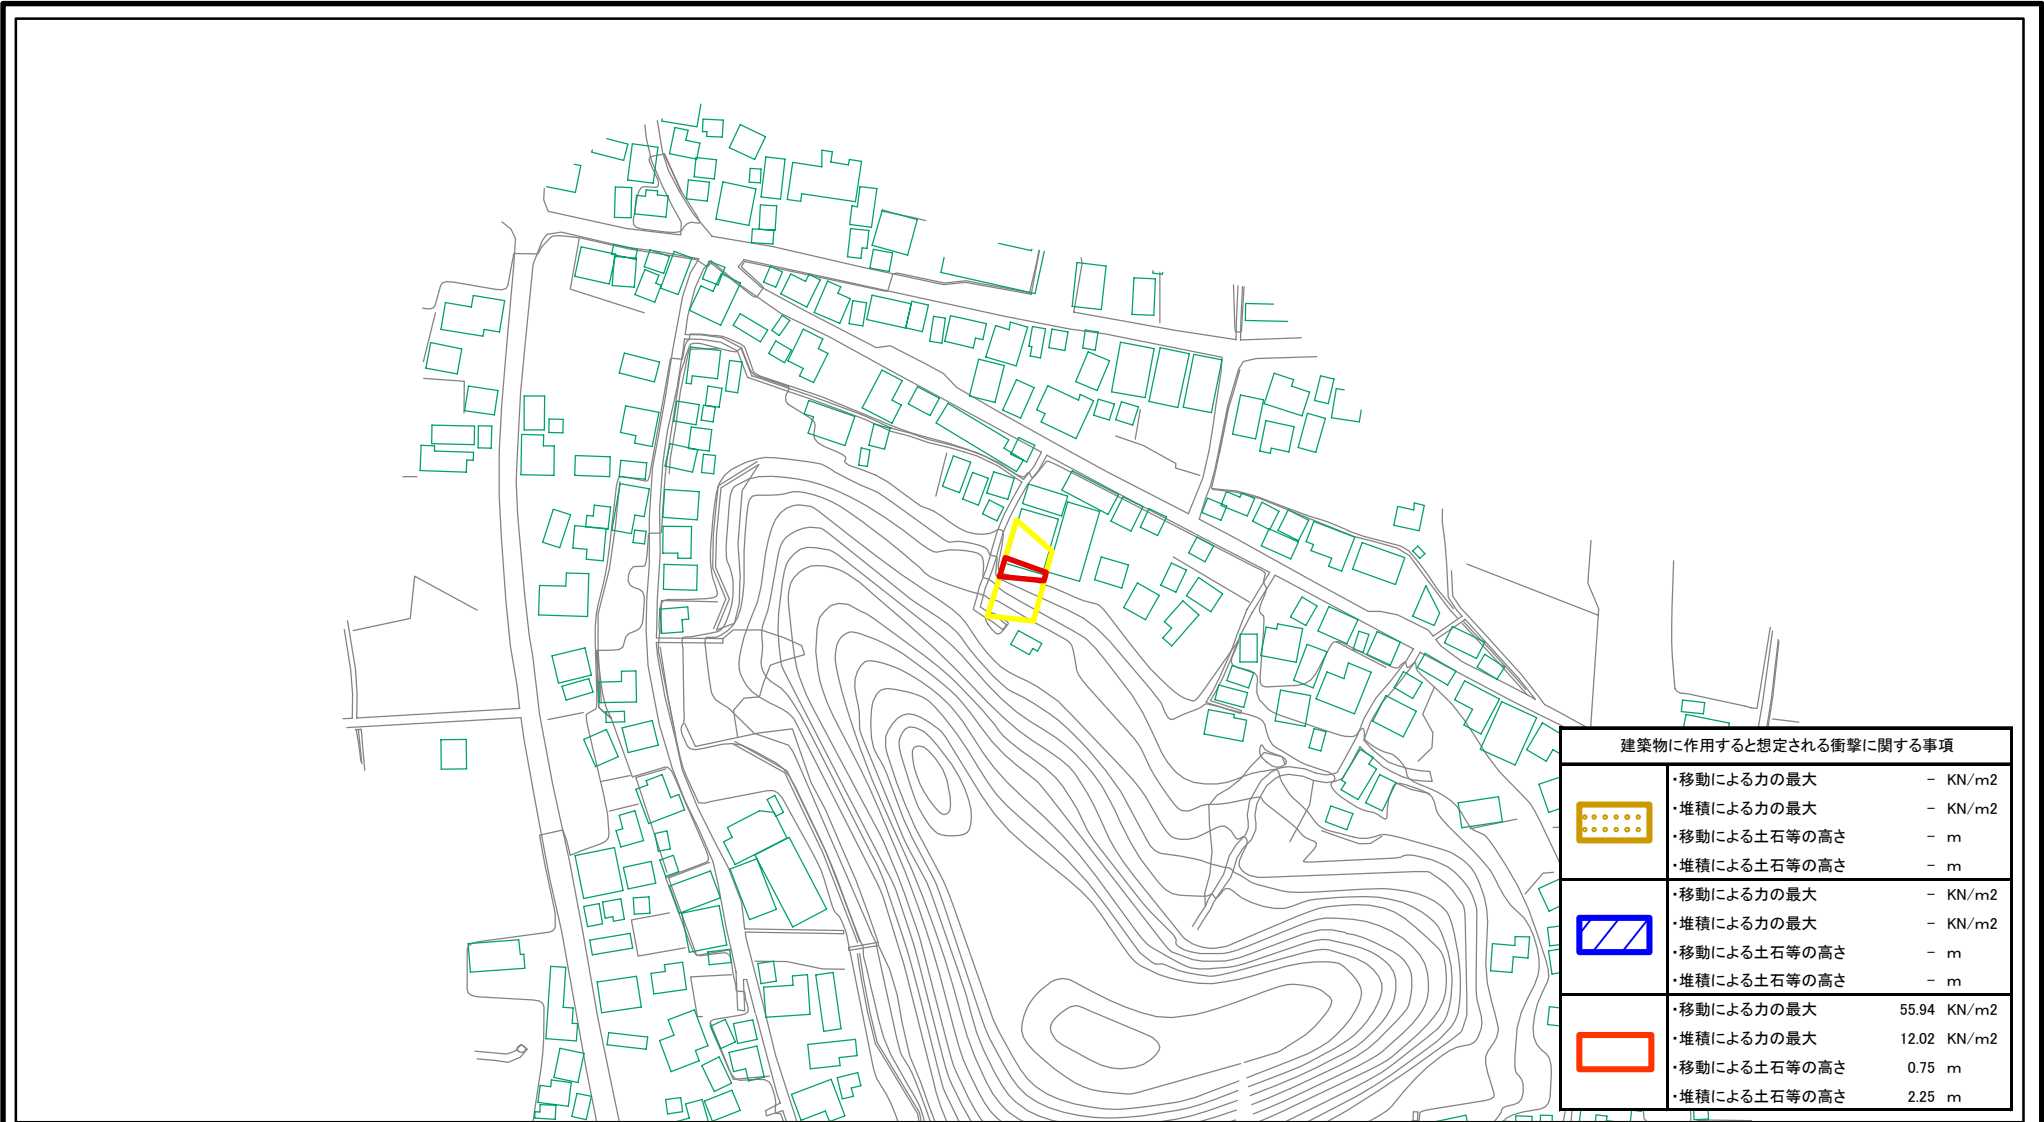 建築物に作用すると想定される衝撃に関する事項
・移動による力の最大 － KN/m2
・堆積による力の最大 － KN/m2
・移動による土石等の高さ － m
・堆積による土石等の高さ － m
・移動による力の最大 － KN/m2
・堆積による力の最大 － KN/m2
・移動による土石等の高さ － m
・堆積による土石等の高さ － m
・移動による力の最大 55.94 KN/m2
・堆積による力の最大 12.02 KN/m2
・移動による土石等の高さ 0.75 m
・堆積による土石等の高さ 2.25 m